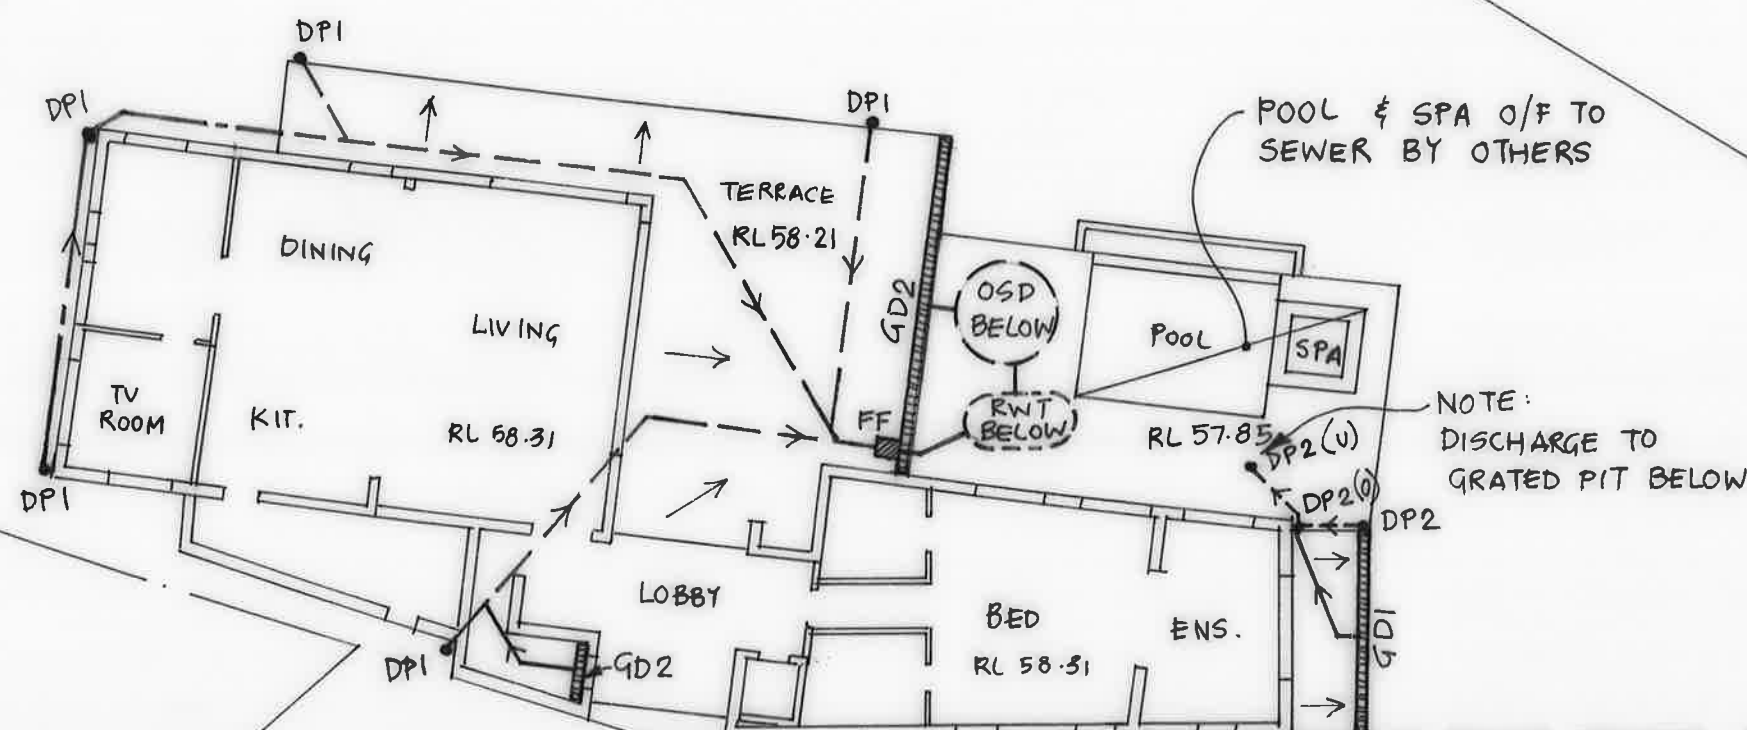 DP1
DP1
DP1
POOL & SPA O/F TO
SEWER BY OTHERS
TERRACE
RL 58.21
DINING
LIVING
GD2
OSD
BELOW
POOL
SPA
TV
ROOM
KIT.
RL 58.31
FF
RWT
BELOW
RL 57.85
NOTE:
DISCHARGE TO
GRATED PIT BELOW
DP2 (U)
DP2 (O)
DP2
DP1
LOBBY
BED
RL 58.31
ENS.
GD1
DP1
GD2